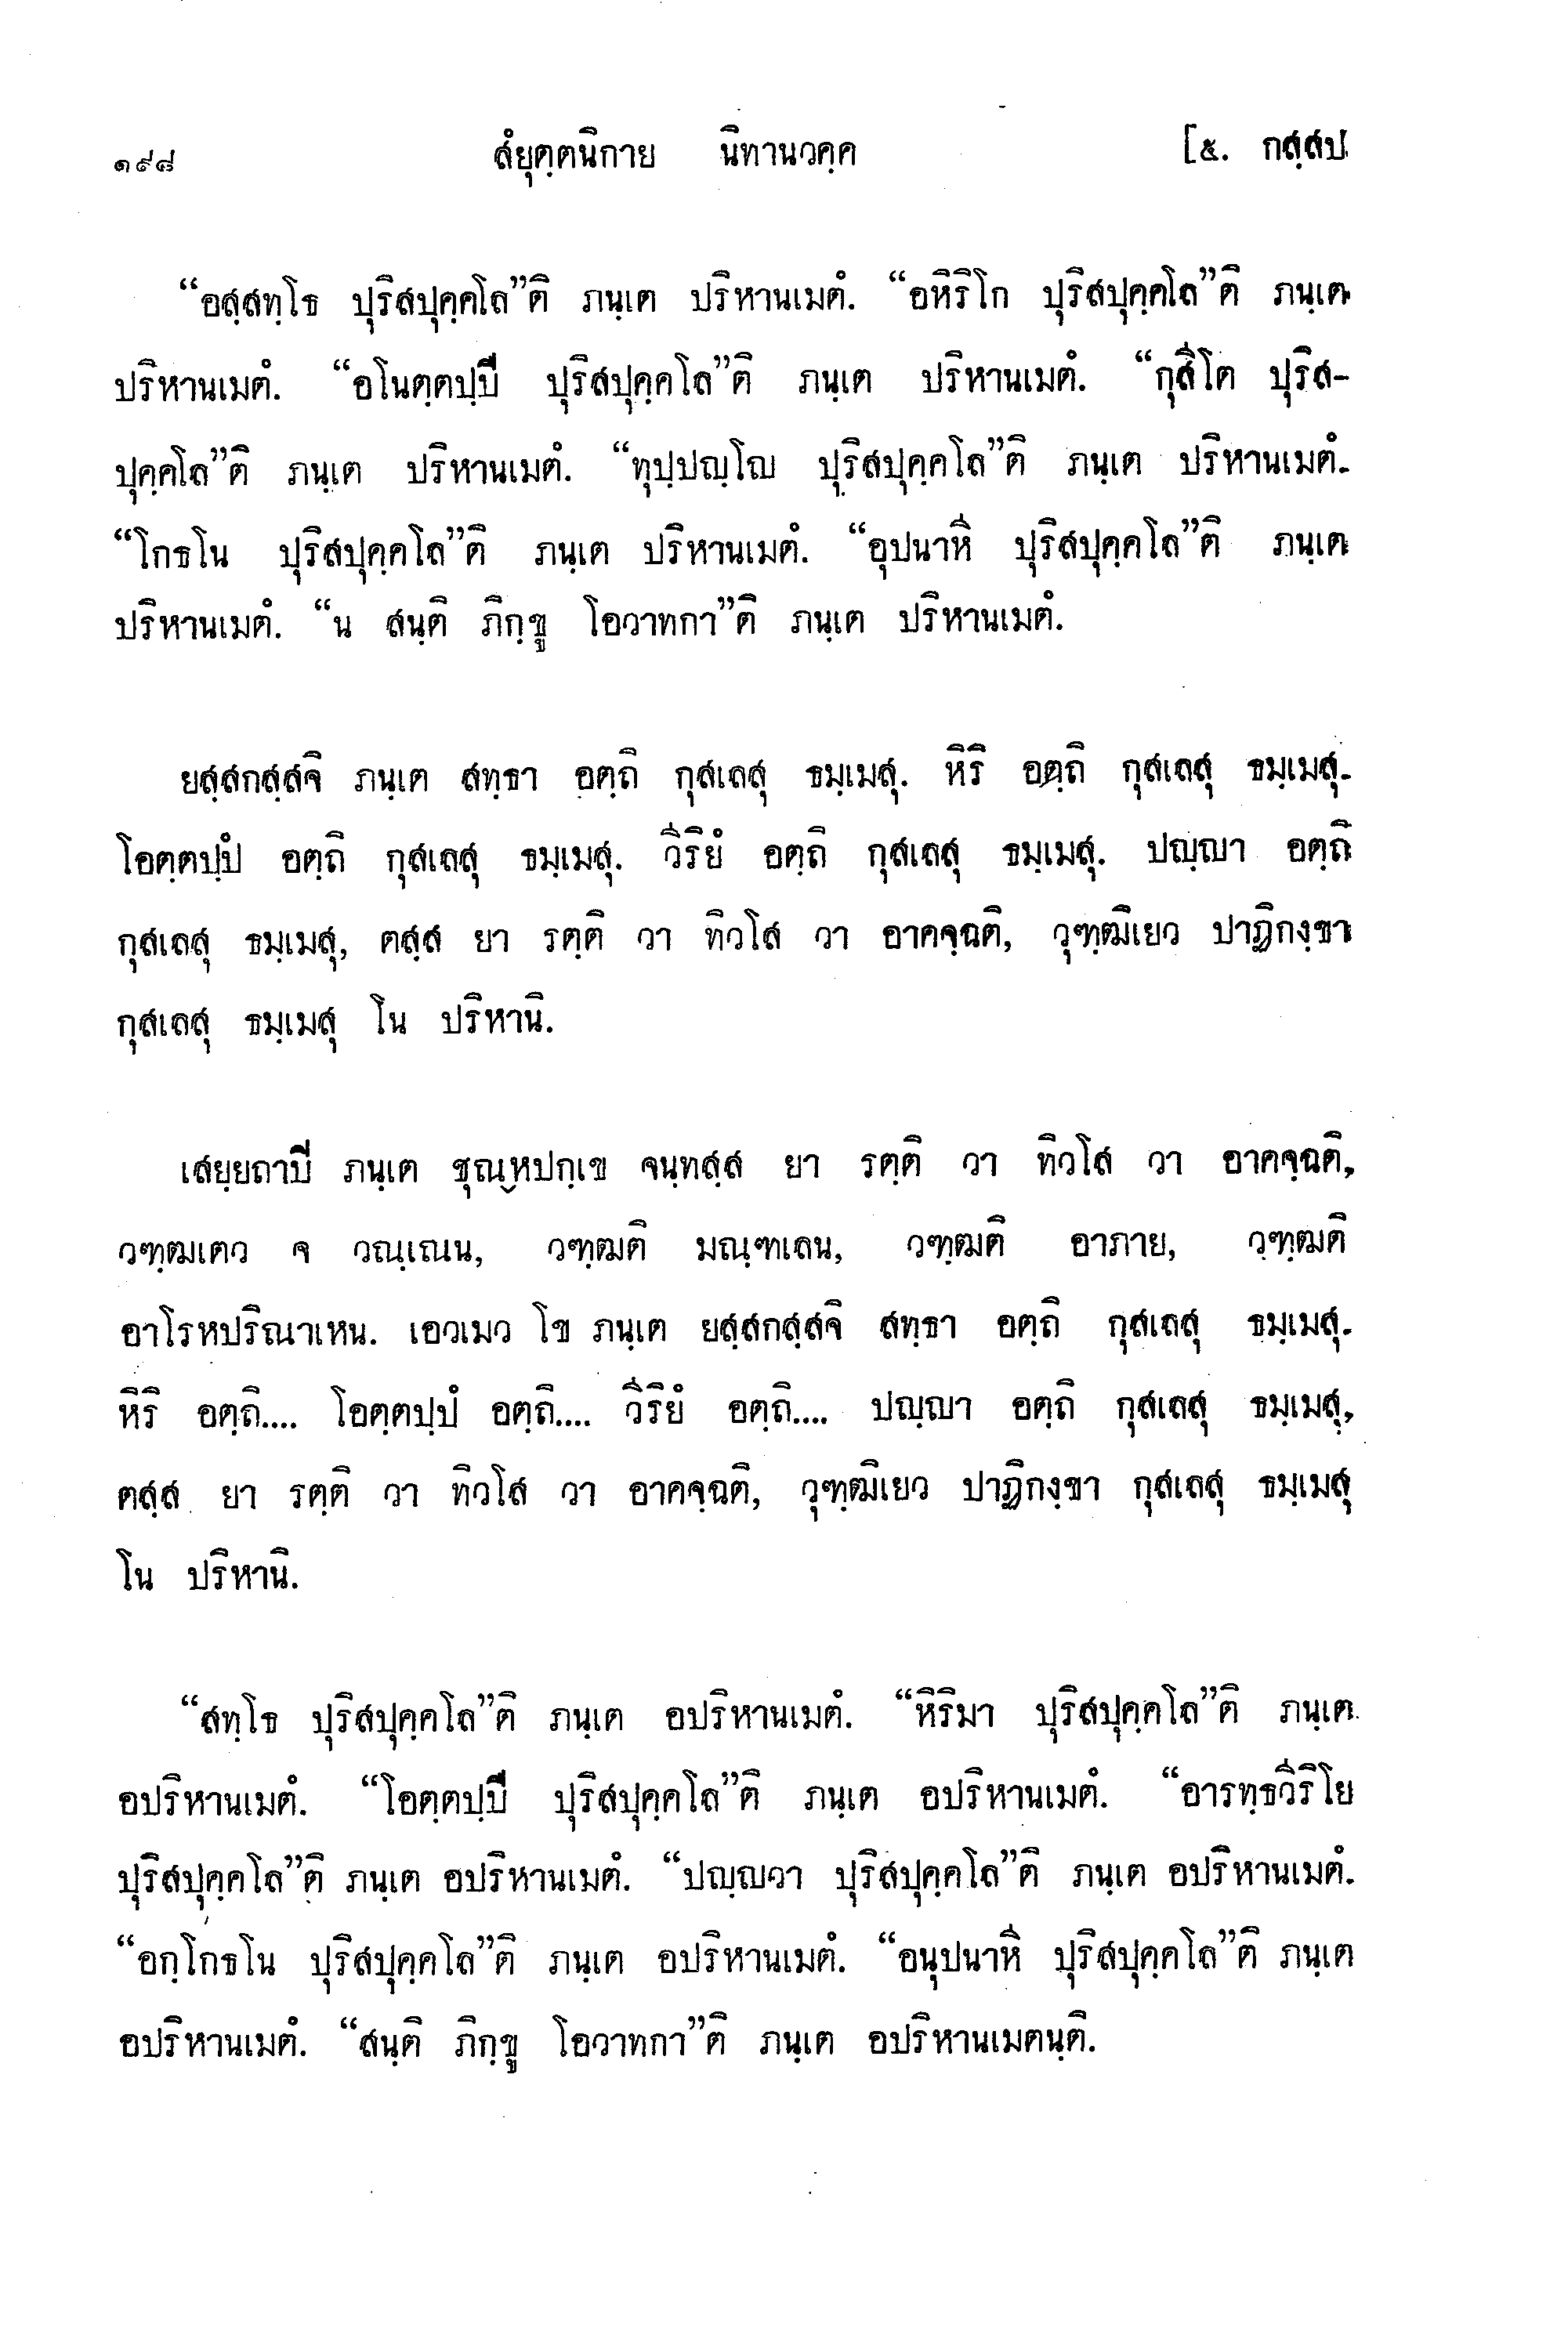 ๑๙๘ สํยุตฺตนิกาย นิทานวคฺค [๕. กสฺสป
“อสฺสทฺโธ ปุริสปุคฺคโล”ติ ภนฺเต ปริหานเมตํ. “อหิริโก ปุริสปุคฺคโล”ติ ภนฺเต
ปริหานเมตํ. “อโนตฺตปฺปี ปุริสปุคฺคโล”ติ ภนฺเต ปริหานเมตํ. “กุสีโต ปุริส-
ปุคฺคโล”ติ ภนฺเต ปริหานเมตํ. “ทุปฺปญฺโญ ปุริสปุคฺคโล”ติ ภนฺเต ปริหานเมตํ.
“โกธโน ปุริสปุคฺคโล”ติ ภนฺเต ปริหานเมตํ. “อุปนาหี ปุริสปุคฺคโล”ติ ภนฺเต
ปริหานเมตํ. “น สนฺติ ภิกฺขู โอวาทกา”ติ ภนฺเต ปริหานเมตํ.
ยสฺสกสฺสจิ ภนฺเต สทฺธา อตฺถิ กุสเลสุ ธมฺเมสุ. หิริ อตฺถิ กุสเลสุ ธมฺเมสุ.
โอตฺตปฺปํ อตฺถิ กุสเลสุ ธมฺเมสุ. วีริยํ อตฺถิ กุสเลสุ ธมฺเมสุ. ปญฺญา อตฺถิ
กุสเลสุ ธมฺเมสุ, ตสฺส ยา รตฺติ วา ทิวโส วา อาคจฺฉติ, วุฑฺฒิเยว ปาฏิกงฺขา
กุสเลสุ ธมฺเมสุ โน ปริหานิ.
เสยฺยถาปิ ภนฺเต ชุณฺหปกฺเข จนฺทสฺส ยา รตฺติ วา ทิวโส วา อาคจฺฉติ,
วฑฺฒเตว จ วณฺเณน, วฑฺฒติ มณฺฑเลน, วฑฺฒติ อาภาย, วฑฺฒติ
อาโรหปริณาเหน. เอวเมว โข ภนฺเต ยสฺสกสฺสจิ สทฺธา อตฺถิ กุสเลสุ ธมฺเมสุ.
หิริ อตฺถิ.... โอตฺตปฺปํ อตฺถิ.... วีริยํ อตฺถิ.... ปญฺญา อตฺถิ กุสเลสุ ธมฺเมสุ,
ตสฺส ยา รตฺติ วา ทิวโส วา อาคจฺฉติ, วุฑฺฒิเยว ปาฏิกงฺขา กุสเลสุ ธมฺเมสุ
โน ปริหานิ.
“สทฺโธ ปุริสปุคฺคโล”ติ ภนฺเต อปริหานเมตํ. “หิริมา ปุริสปุคฺคโล”ติ ภนฺเต
อปริหานเมตํ. “โอตฺตปฺปี ปุริสปุคฺคโล”ติ ภนฺเต อปริหานเมตํ. “อารทฺธวีริโย
ปุริสปุคฺคโล”ติ ภนฺเต อปริหานเมตํ. “ปญฺญวา ปุริสปุคฺคโล”ติ ภนฺเต อปริหานเมตํ.
“อกฺโกธโน ปุริสปุคฺคโล”ติ ภนฺเต อปริหานเมตํ. “อนุปนาหี ปุริสปุคฺคโล”ติ ภนฺเต
อปริหานเมตํ. “สนฺติ ภิกฺขู โอวาทกา”ติ ภนฺเต อปริหานเมตนฺติ.